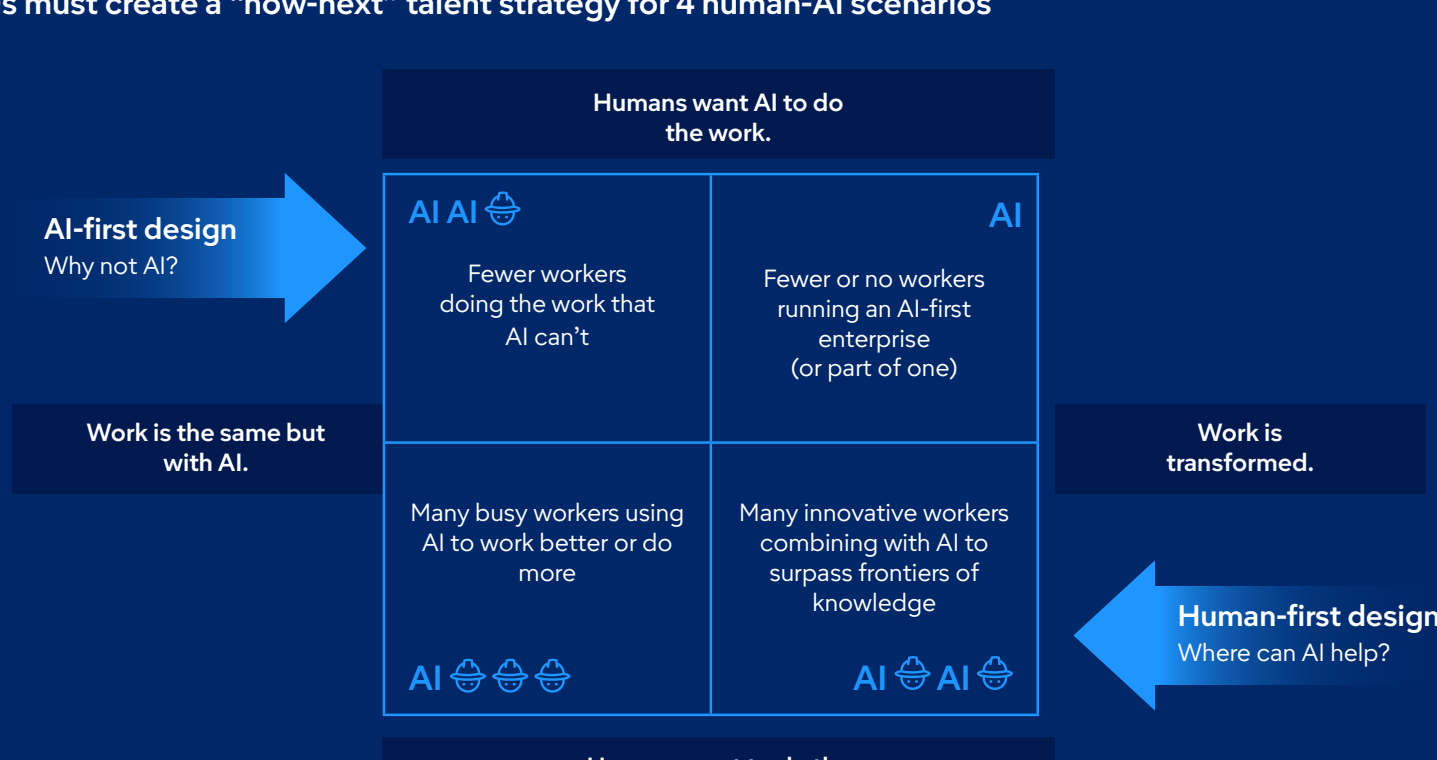 must create a "now-next" talent strategy for 4 human-AI scenarios
Humans want AI to do
the work.
AI-first design
Why not AI?
AI AI
Fewer workers
doing the work that
AI can't
AI
Fewer or no workers
running an AI-first
enterprise
(or part of one)
Work is the same but
with AI.
Work is
transformed.
Many busy workers using
AI to work better or do
more
AI
Many innovative workers
combining with AI to
surpass frontiers of
knowledge
AI AI
Human-first design
Where can AI help?